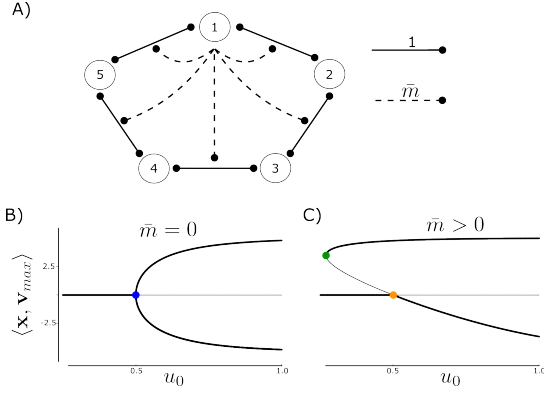 A)
1
2
3
4
5
1
m̄
B)
m̄ = 0
C)
m̄ > 0
⟨x, v_max⟩
2.5
-2.5
0.5
1.0
u₀
0.5
1.0
u₀